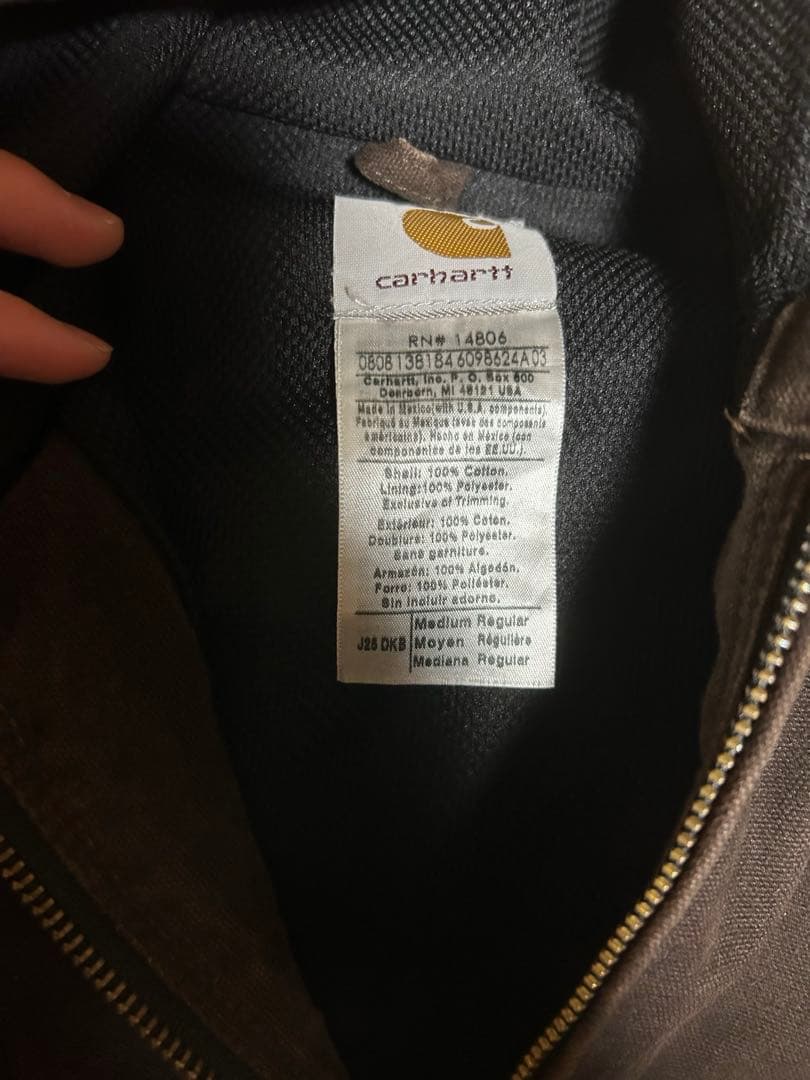 carhartt
RN# 14806
0808138184 6098624A 03
Carhartt, Inc. P. O. Box 600
Dearborn, MI 48121 USA
Made in Mexico(with U.S.A. components).
Fabriqué au Mexique (avec des composants
américains). Hecho en México (con
componentes de los EE.UU.).
Shell: 100% Cotton.
Lining:100% Polyester.
Exclusive of Trimming.
Extérieur: 100% Coton.
Doublure: 100% Polyester.
Sans garniture.
Armazón: 100% Algodón.
Forro: 100% Poliéster.
Sin incluir adorno.
Medium Regular
J25 DKB Moyen Régulière
Mediana Regular